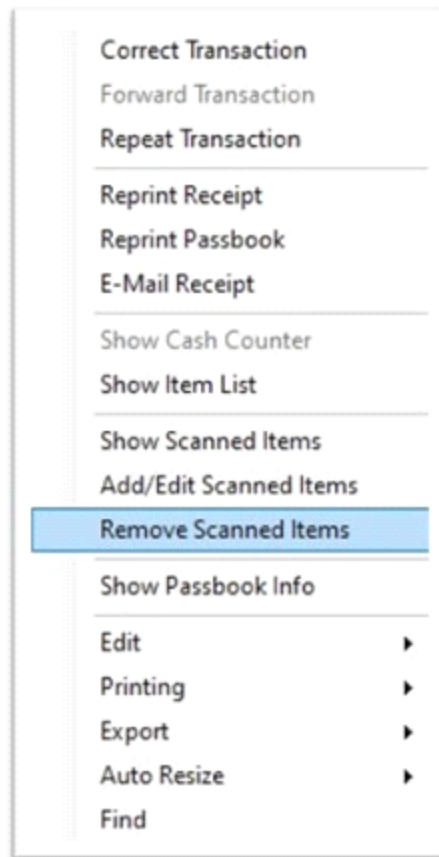 Correct Transaction
Forward Transaction
Repeat Transaction
Reprint Receipt
Reprint Passbook
E-Mail Receipt
Show Cash Counter
Show Item List
Show Scanned Items
Add/Edit Scanned Items
Remove Scanned Items
Show Passbook Info
Edit
Printing
Export
Auto Resize
Find